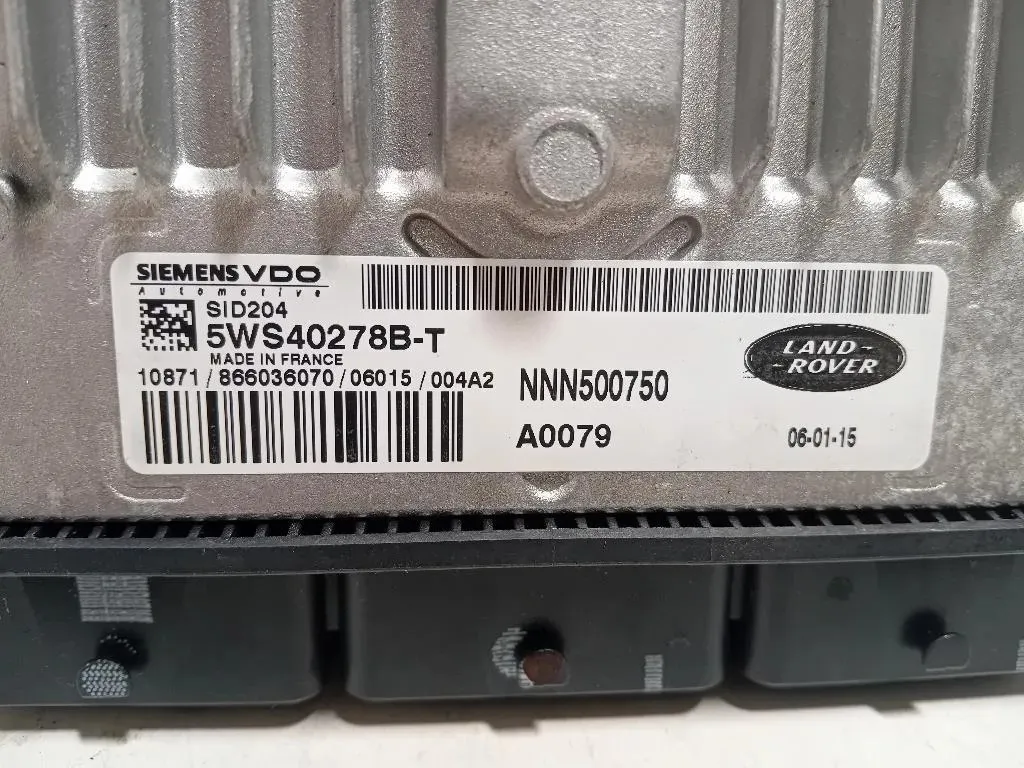 SIEMENS VDO
Automotive
SID204
5WS40278B-T
MADE IN FRANCE
10871 / 866036070 / 06015 / 004A2
NNN500750
A0079
LAND-
-ROVER
06-01-15